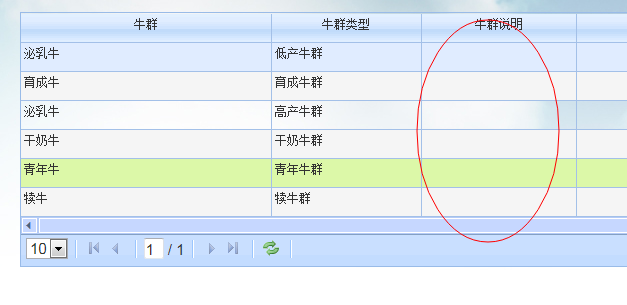 牛群 牛群类型 牛群说明
泌乳牛 低产牛群
育成牛 育成牛群
泌乳牛 高产牛群
干奶牛 干奶牛群
青年牛 青年牛群
犊牛 犊牛群
10 1 / 1